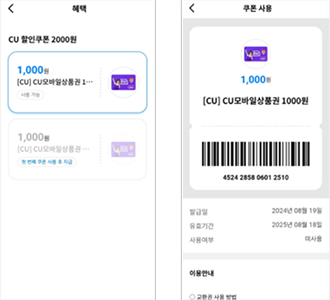 혜택
CU 할인쿠폰 2000원
1,000원
[CU] CU모바일상품권 1···
사용 가능
1,000원
[CU] CU모바일상품권 ···
첫 번째 쿠폰 사용 후 지급
쿠폰 사용
1,000원
[CU] CU모바일상품권 1000원
4524 2858 0601 2510
발급일 2024년 08월 19일
유효기간 2025년 08월 18일
사용여부 미사용
이용안내
○ 교환권 사용 방법